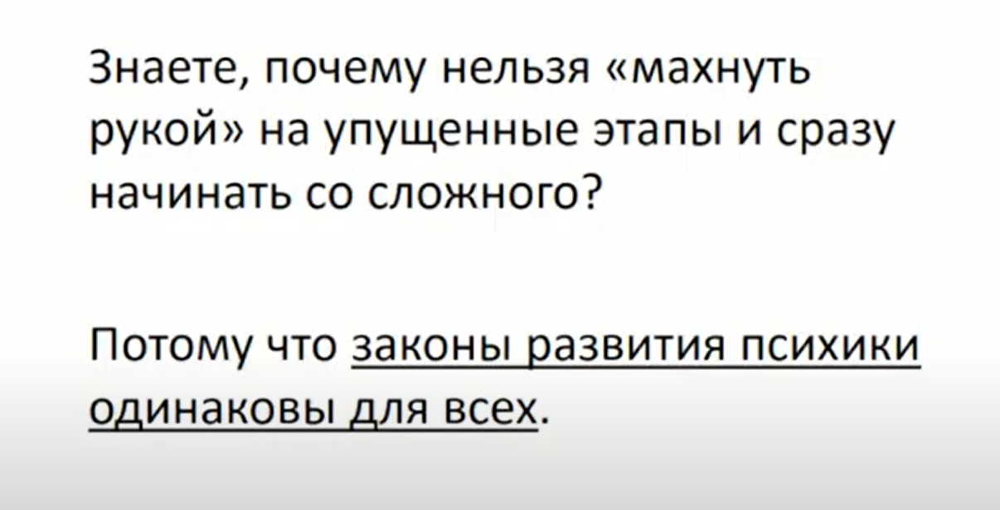 Знаете, почему нельзя «махнуть
рукой» на упущенные этапы и сразу
начинать со сложного?
Потому что законы развития психики
одинаковы для всех.